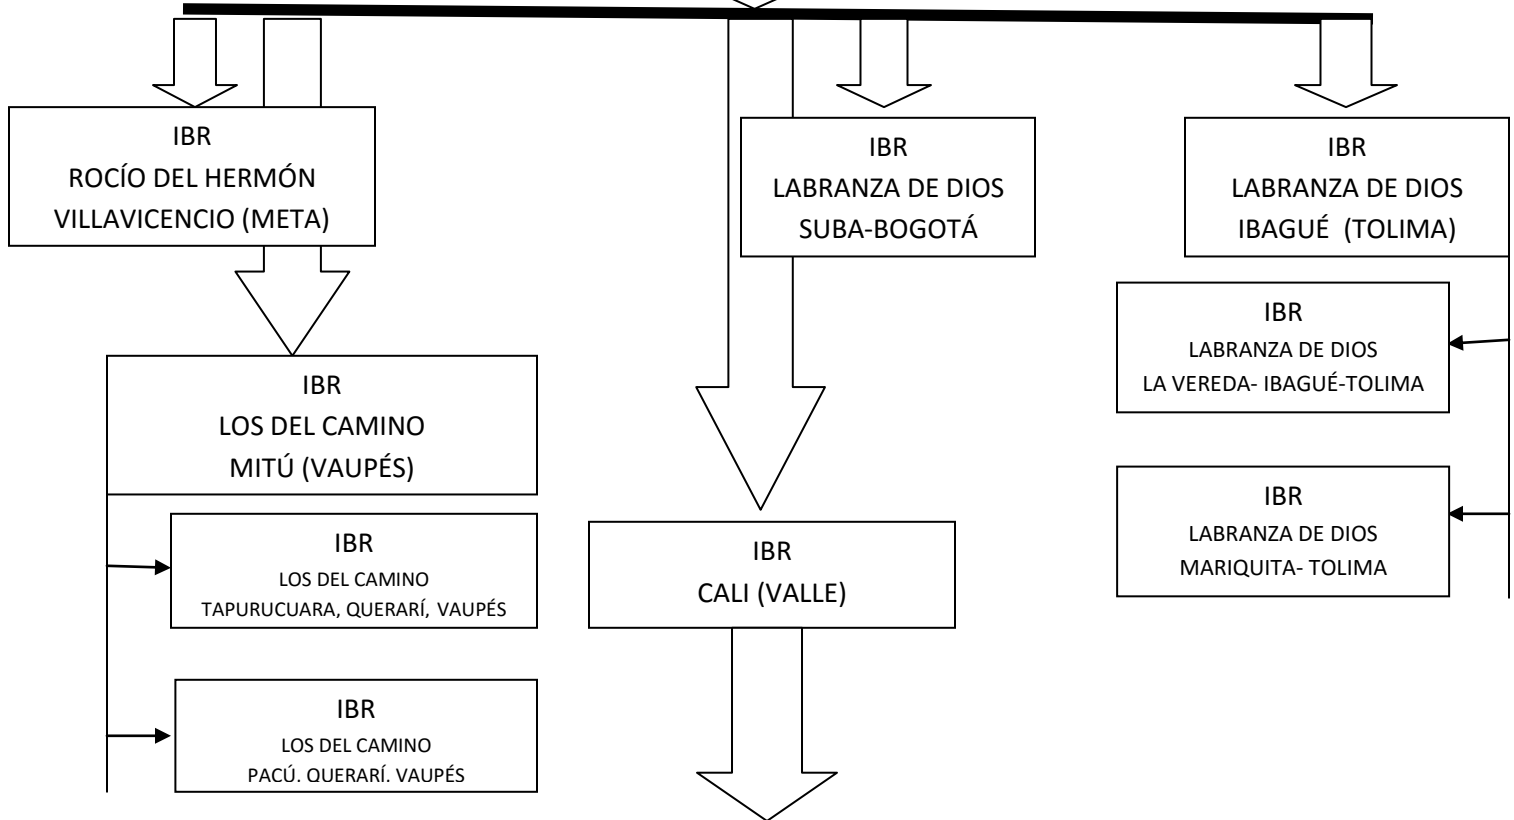 IBR
ROCÍO DEL HERMÓN
VILLAVICENCIO (META)
IBR
LABRANZA DE DIOS
SUBA-BOGOTÁ
IBR
LABRANZA DE DIOS
IBAGUÉ (TOLIMA)
IBR
LABRANZA DE DIOS
LA VEREDA- IBAGUÉ-TOLIMA
IBR
LOS DEL CAMINO
MITÚ (VAUPÉS)
IBR
LABRANZA DE DIOS
MARIQUITA- TOLIMA
IBR
LOS DEL CAMINO
TAPURUCUARA, QUERARÍ, VAUPÉS
IBR
CALI (VALLE)
IBR
LOS DEL CAMINO
PACÚ. QUERARÍ. VAUPÉS